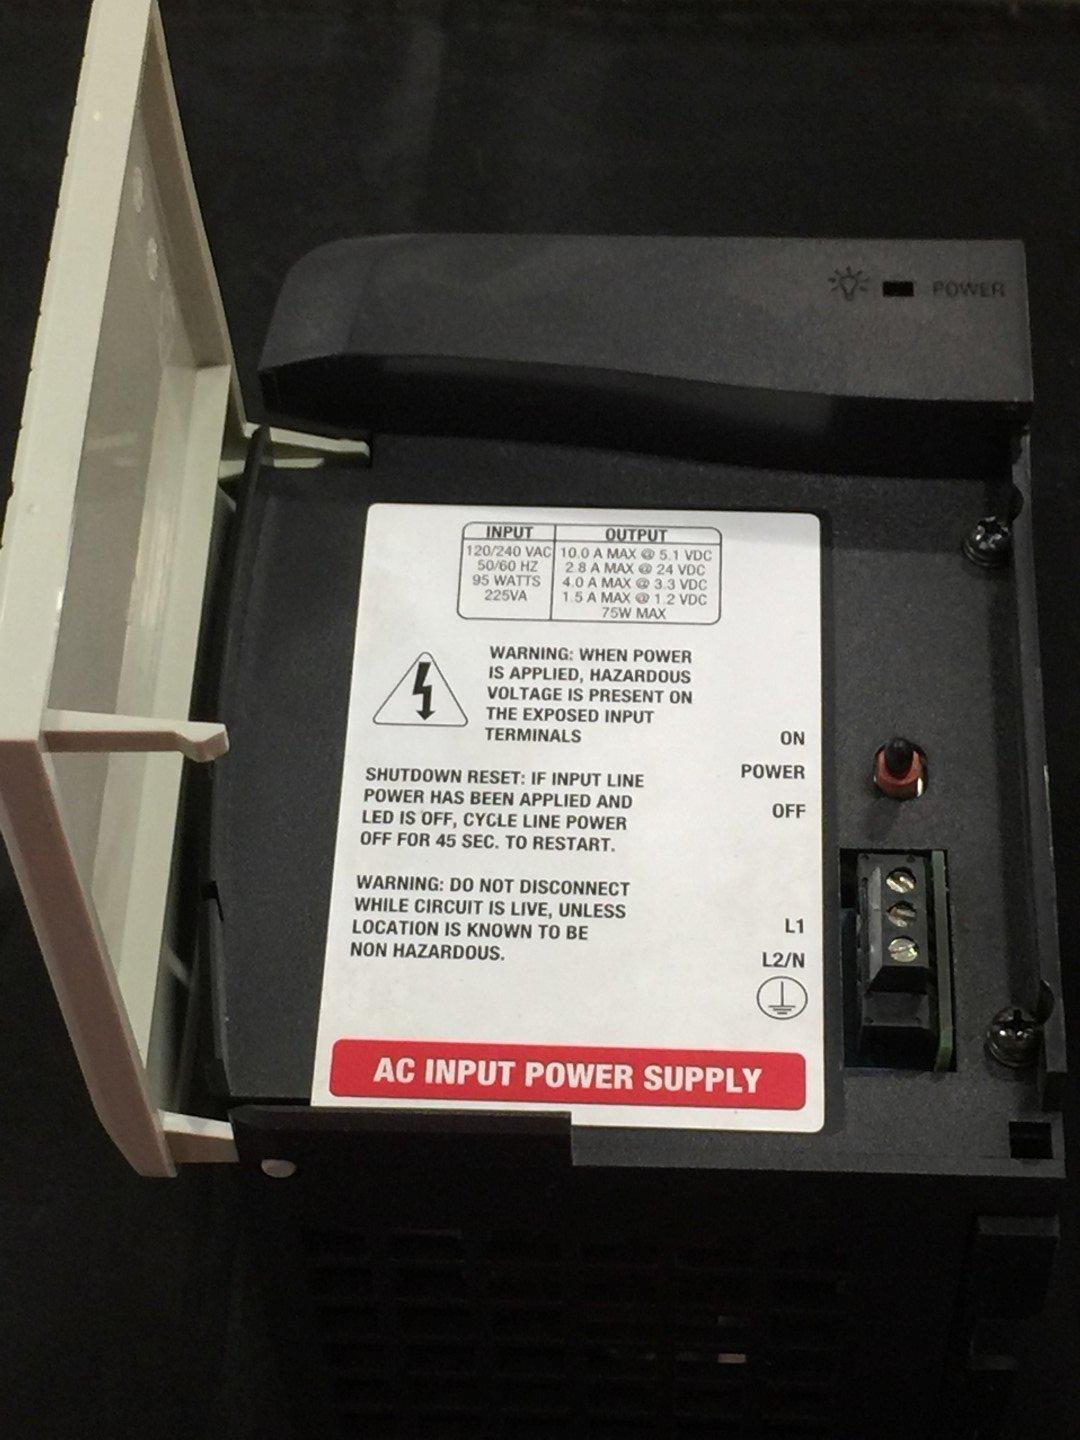 POWER
INPUT OUTPUT
120/240 VAC 10.0 A MAX @ 5.1 VDC
50/60 HZ 2.8 A MAX @ 24 VDC
95 WATTS 4.0 A MAX @ 3.3 VDC
225VA 1.5 A MAX @ 1.2 VDC
75W MAX
WARNING: WHEN POWER
IS APPLIED, HAZARDOUS
VOLTAGE IS PRESENT ON
THE EXPOSED INPUT
TERMINALS
ON
POWER
OFF
SHUTDOWN RESET: IF INPUT LINE
POWER HAS BEEN APPLIED AND
LED IS OFF, CYCLE LINE POWER
OFF FOR 45 SEC. TO RESTART.
WARNING: DO NOT DISCONNECT
WHILE CIRCUIT IS LIVE, UNLESS
LOCATION IS KNOWN TO BE
NON HAZARDOUS.
L1
L2/N
AC INPUT POWER SUPPLY